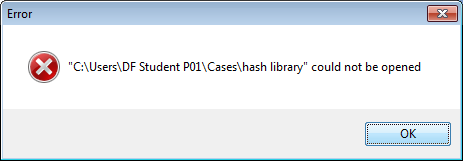 Error
"C:\Users\DF Student P01\Cases\hash library" could not be opened
OK